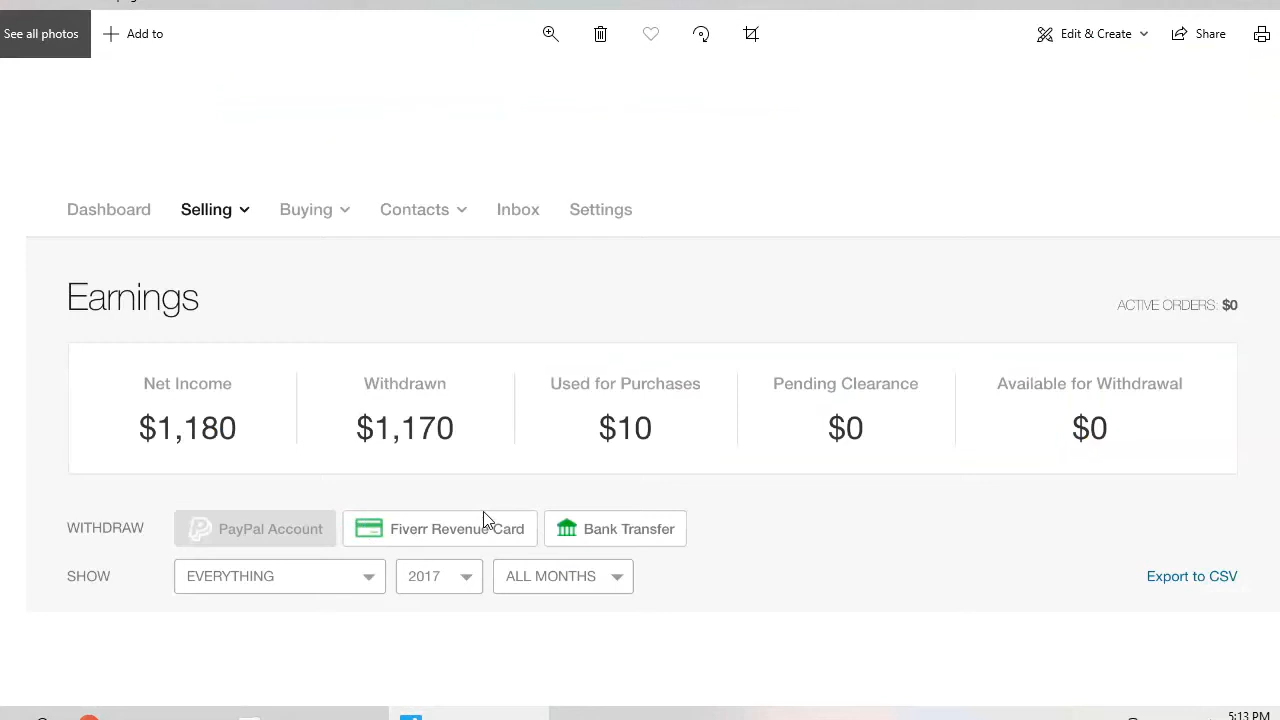 See all photos
Add to
Edit & Create
Share
Dashboard
Selling
Buying
Contacts
Inbox
Settings
Earnings
ACTIVE ORDERS: $0
Net Income
Withdrawn
Used for Purchases
Pending Clearance
Available for Withdrawal
$1,180
$1,170
$10
$0
$0
WITHDRAW
PayPal Account
Fiverr Revenue Card
Bank Transfer
SHOW
EVERYTHING
2017
ALL MONTHS
Export to CSV
5:13 PM